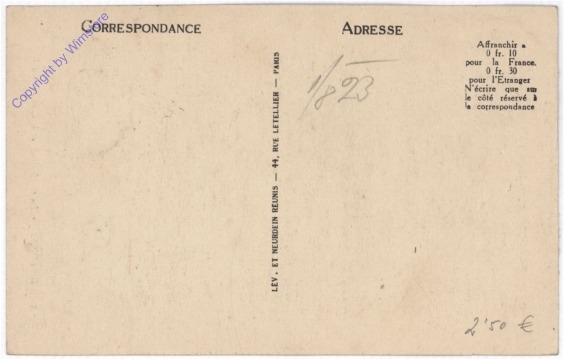 CORRESPONDANCE
ADRESSE
Affranchir à
0 fr. 10
pour la France.
0 fr. 30
pour l'Etranger
N'écrire que sur
le côté réservé à
la correspondance
LÉV. ET NEURDEIN RÉUNIS — 44, RUE LETELLIER — PARIS
1/823
2'50 €
Copyright by Wimstore